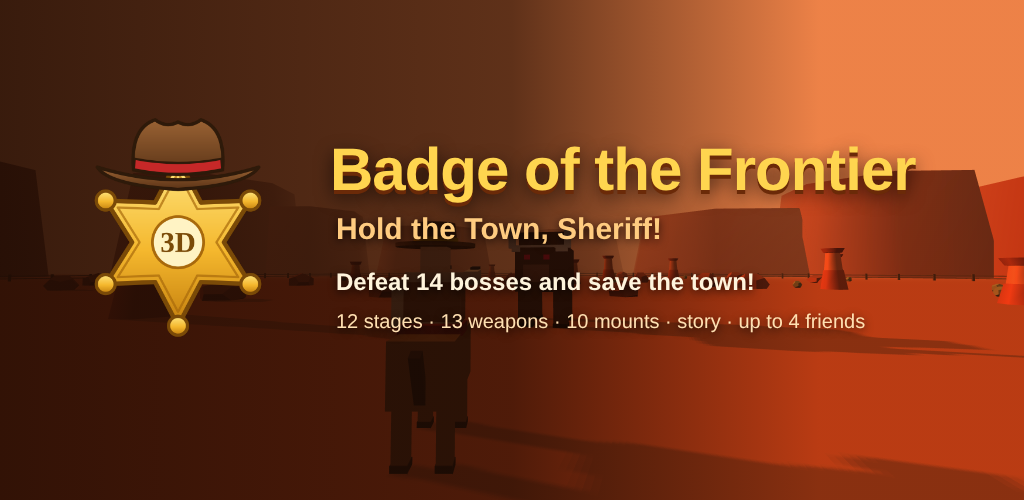 3D
Badge of the Frontier
Hold the Town, Sheriff!
Defeat 14 bosses and save the town!
12 stages · 13 weapons · 10 mounts · story · up to 4 friends